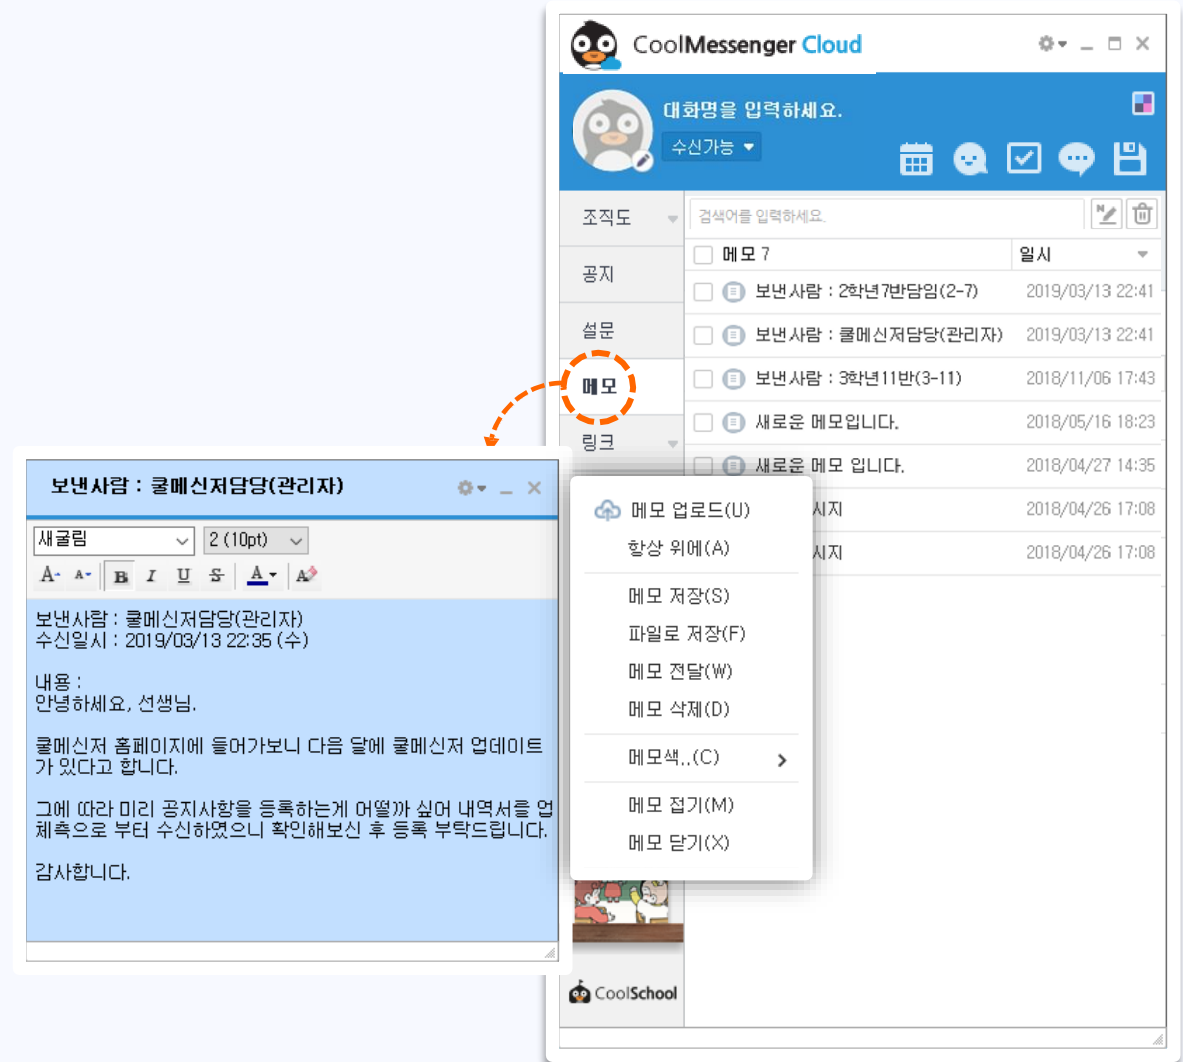 CoolMessenger Cloud
대화명을 입력하세요.
수신가능
조직도
공지
설문
메모
링크
검색어를 입력하세요.
메모 7
일시
보낸사람 : 2학년7반담임(2-7)
2019/03/13 22:41
보낸사람 : 쿨메신저담당(관리자)
2019/03/13 22:41
보낸사람 : 3학년11반(3-11)
2018/11/06 17:43
새로운 메모입니다.
2018/05/16 18:23
새로운 메모 입니다.
2018/04/27 14:35
시지
2018/04/26 17:08
시지
2018/04/26 17:08
메모 업로드(U)
항상 위에(A)
메모 저장(S)
파일로 저장(F)
메모 전달(W)
메모 삭제(D)
메모색..(C)
메모 접기(M)
메모 닫기(X)
CoolSchool
보낸사람 : 쿨메신저담당(관리자)
새굴림
2 (10pt)
A A B I U S A A
보낸사람 : 쿨메신저담당(관리자)
수신일시 : 2019/03/13 22:35 (수)
내용 :
안녕하세요, 선생님.
쿨메신저 홈페이지에 들어가보니 다음 달에 쿨메신저 업데이트
가 있다고 합니다.
그에 따라 미리 공지사항을 등록하는게 어떨까 싶어 내역서를 업
체측으로 부터 수신하였으니 확인해보신 후 등록 부탁드립니다.
감사합니다.